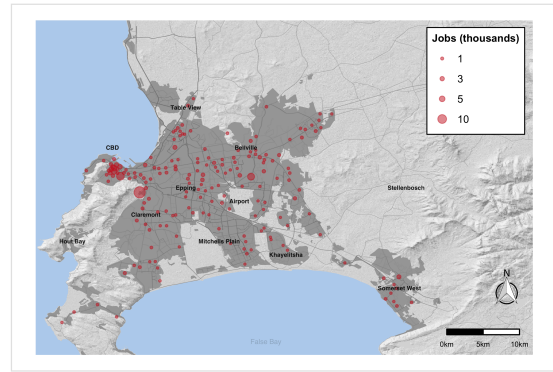 Jobs (thousands)
1
3
5
10
Table View
CBD
Bellville
Epping
Stellenbosch
Airport
Claremont
Hout Bay
Mitchells Plain
Khayelitsha
Somerset West
N
False Bay
0km 5km 10km